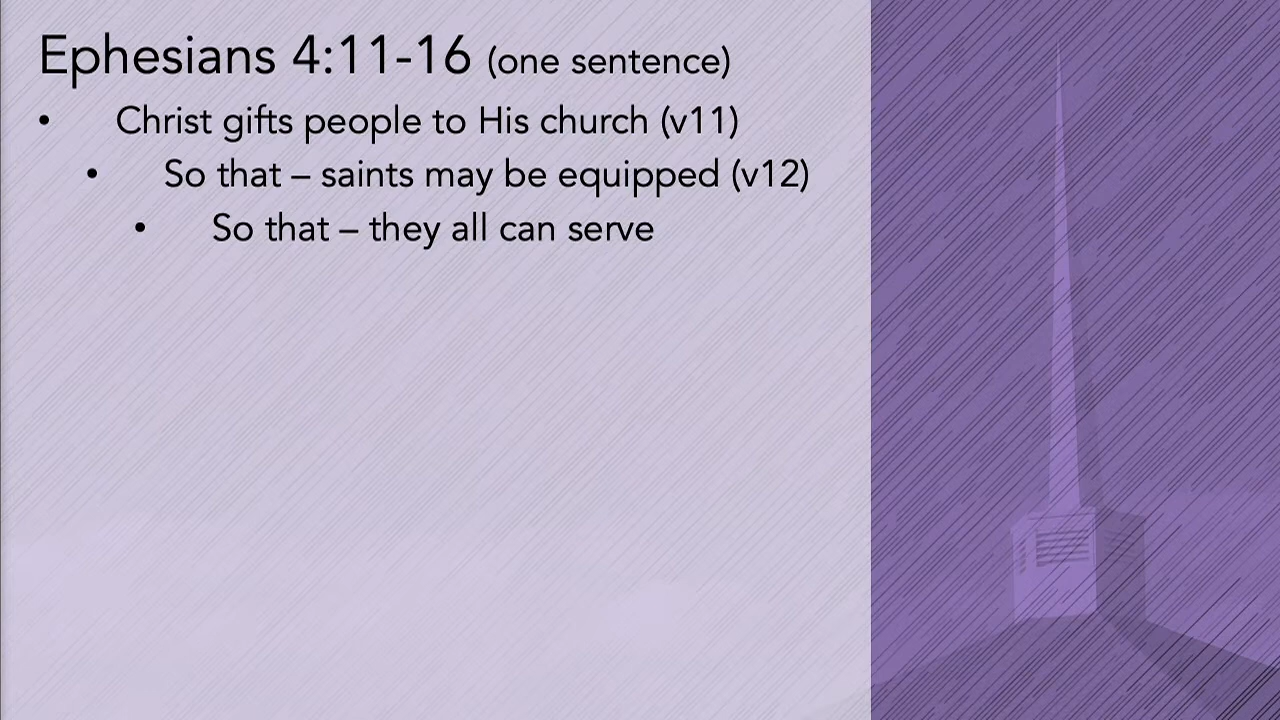 Ephesians 4:11-16 (one sentence)
• Christ gifts people to His church (v11)
• So that – saints may be equipped (v12)
• So that – they all can serve